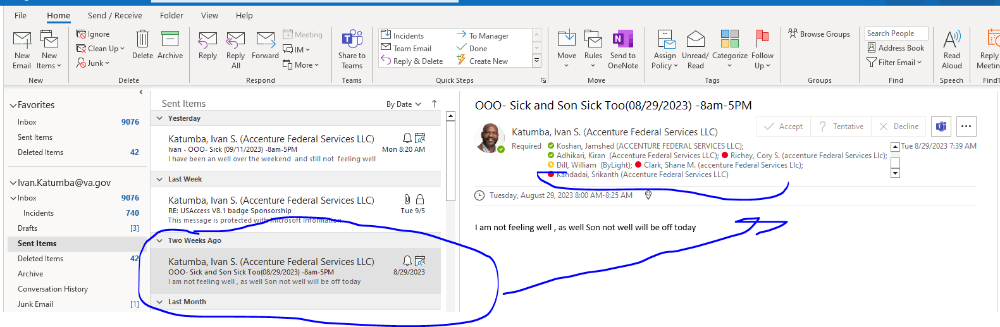 File Home Send / Receive Folder View Help
New Email
New Items
New
Ignore
Clean Up
Junk
Delete
Archive
Delete
Reply
Reply All
Forward
Meeting
IM
More
Respond
Share to Teams
Teams
Incidents
Team Email
Reply & Delete
To Manager
Done
Create New
Quick Steps
Move
Rules
Send to OneNote
Move
Assign Policy
Unread/ Read
Categorize
Follow Up
Tags
Browse Groups
Groups
Search People
Address Book
Filter Email
Find
Read Aloud
Speech
Reply
Meetin
FindT
Favorites
Inbox 9076
Sent Items
Deleted Items 42
Ivan.Katumba@va.gov
Inbox 9076
Incidents 740
Drafts [3]
Sent Items
Deleted Items 42
Archive
Conversation History
Junk Email [1]
Sent Items By Date
Yesterday
Katumba, Ivan S. (Accenture Federal Services LLC)
Ivan - OOO- Sick (09/11/2023) -8am-5PM Mon 8:20 AM
I have been an well over the weekend and still not feeling well
Last Week
Katumba, Ivan S. (Accenture Federal Services LLC)
RE: USAccess V8.1 badge Sponsorship Tue 9/5
This message is protected with Microsoft Information
Two Weeks Ago
Katumba, Ivan S. (Accenture Federal Services LLC)
OOO- Sick and Son Sick Too(08/29/2023) -8am-5PM 8/29/2023
I am not feeling well , as well Son not well will be off today
Last Month
OOO- Sick and Son Sick Too(08/29/2023) -8am-5PM
Accept Tentative Decline
Katumba, Ivan S. (Accenture Federal Services LLC)
Required Koshan, Jamshed (ACCENTURE FEDERAL SERVICES LLC);
Adhikari, Kiran (Accenture Federal Services LLC); Richey, Cory S. (accenture Federal Services Llc);
Dill, William (ByLight); Clark, Shane M. (accenture Federal Services Llc);
Kandadai, Srikanth (Accenture Federal Services LLC)
Tue 8/29/2023 7:39 AM
Tuesday, August 29, 2023 8:00 AM-8:25 AM
I am not feeling well , as well Son not well will be off today